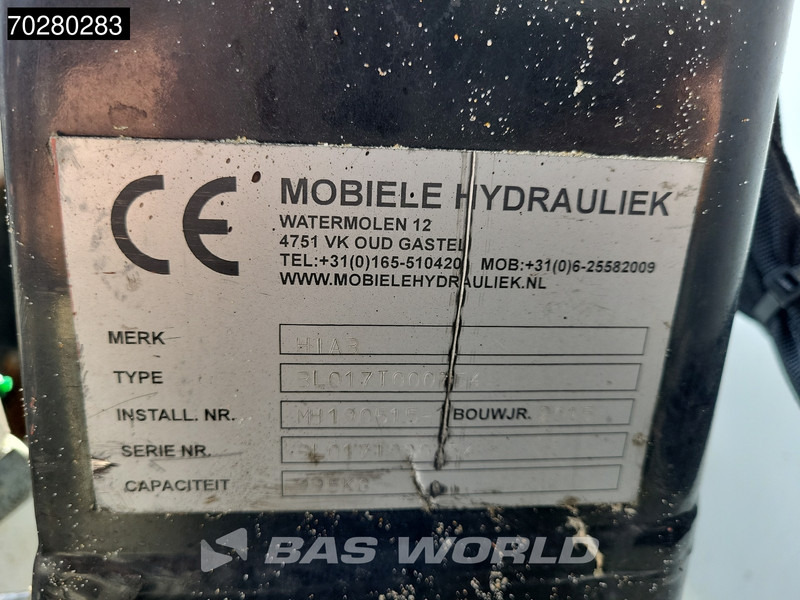 70280283
CE MOBIELE HYDRAULIEK
WATERMOLEN 12
4751 VK OUD GASTEL
TEL:+31(0)165-510420 MOB:+31(0)6-25582009
WWW.MOBIELEHYDRAULIEK.NL
MERK HIAB
TYPE
INSTALL. NR. BOUWJR.
SERIE NR.
CAPACITEIT
BAS WORLD